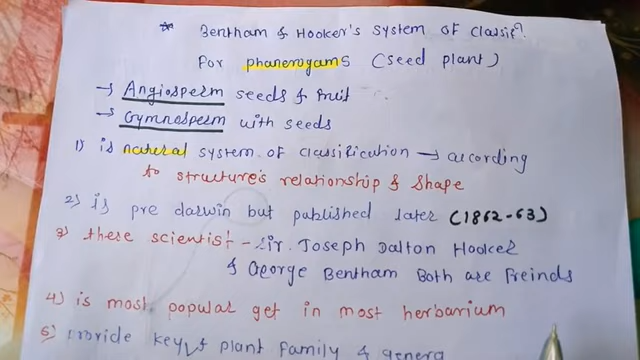 * Bentham & Hooker's system of classifn.
For phanerogams (seed plant)
→ Angiosperm seeds & fruit
→ Gymnosperm with seeds
1) is natural system of classification → according
to structure's relationship & shape
2) is pre darwin but published later (1862-63)
3) these scientist - Sir. Joseph Dalton Hooker
& George Bentham Both are Freinds
4) is most popular get in most herbarium
5) Provide key of plant family & genera